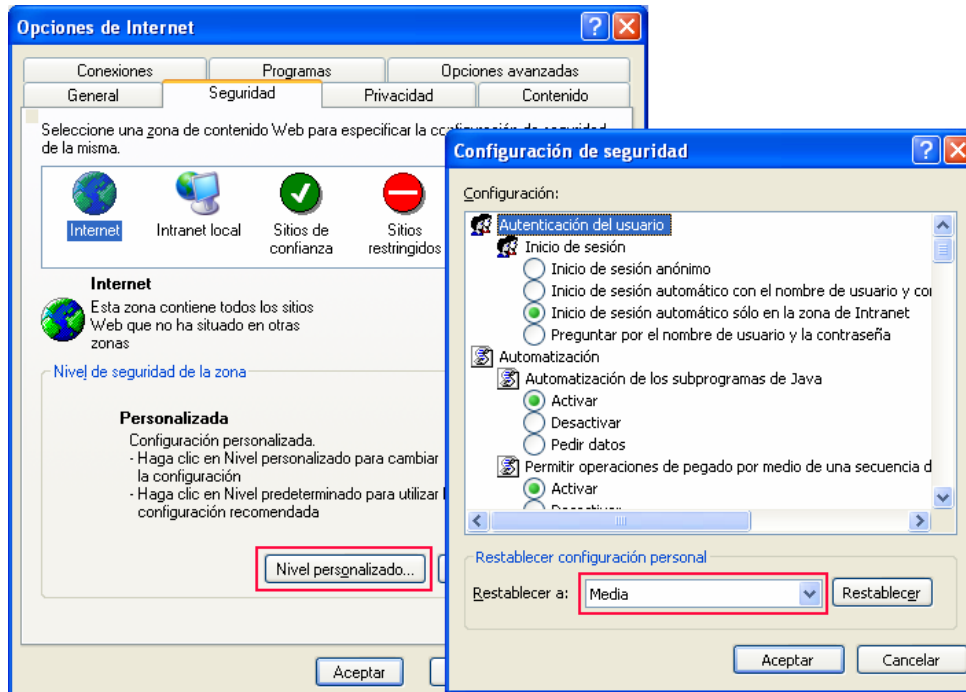 Opciones de Internet
Conexiones
Programas
Opciones avanzadas
General
Seguridad
Privacidad
Contenido
Seleccione una zona de contenido Web para especificar la configuración de seguridad
de la misma.
Internet
Intranet local
Sitios de
confianza
Sitios
restringidos
Internet
Esta zona contiene todos los sitios
Web que no ha situado en otras
zonas
Nivel de seguridad de la zona
Personalizada
Configuración personalizada.
- Haga clic en Nivel personalizado para cambiar
la configuración
- Haga clic en Nivel predeterminado para utilizar
configuración recomendada
Nivel personalizado...
Aceptar
Configuración de seguridad
Configuración:
Autenticación del usuario
Inicio de sesión
Inicio de sesión anónimo
Inicio de sesión automático con el nombre de usuario y
Inicio de sesión automático sólo en la zona de Intranet
Preguntar por el nombre de usuario y la contraseña
Automatización
Automatización de los subprogramas de Java
Activar
Desactivar
Pedir datos
Permitir operaciones de pegado por medio de una secuencia d
Activar
Restablecer configuración personal
Restablecer a:
Media
Restablecer
Aceptar
Cancelar